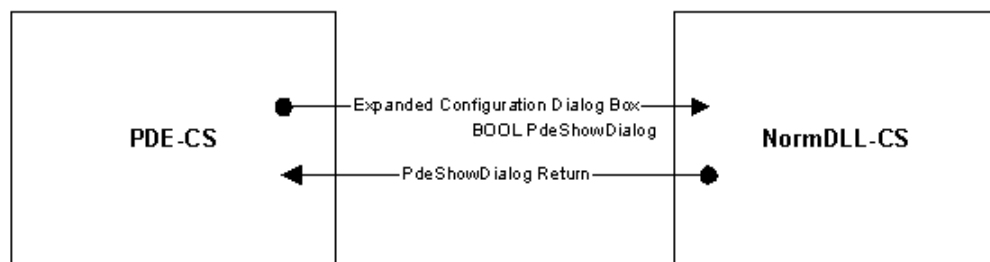 Expanded Configuration Dialog Box
BOOL PdeShowDialog
PDE-CS
NormDLL-CS
PdeShowDialog Return